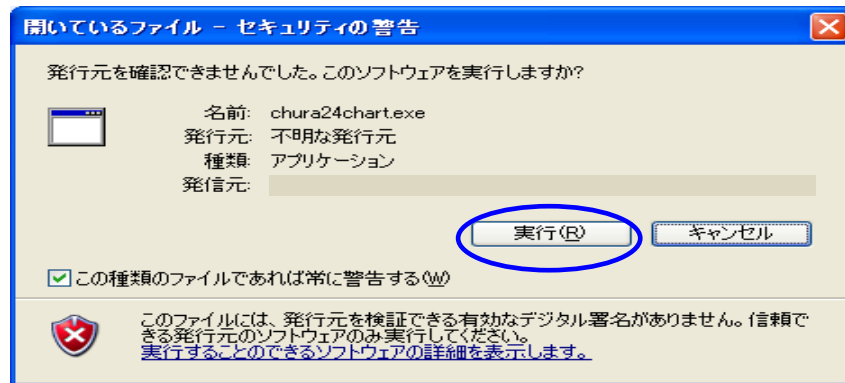 開いているファイル - セキュリティの警告
発行元を確認できませんでした。このソフトウェアを実行しますか?
名前: chura24chart.exe
発行元: 不明な発行元
種類: アプリケーション
発信元:
実行(R) キャンセル
この種類のファイルであれば常に警告する(W)
このファイルには、発行元を検証できる有効なデジタル署名がありません。信頼で
きる発行元のソフトウェアのみ実行してください。
実行することのできるソフトウェアの詳細を表示します。